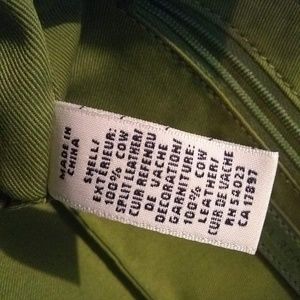 MADE IN
CHINA
SHELL/
EXTÉRIEUR:
100% COW
SPLIT LEATHER/
CUIR REFENDU
DE VACHE
DECORATION/
GARNITURE:
100% COW
LEATHER/
CUIR DE VACHE
RN 54023
CA 17897